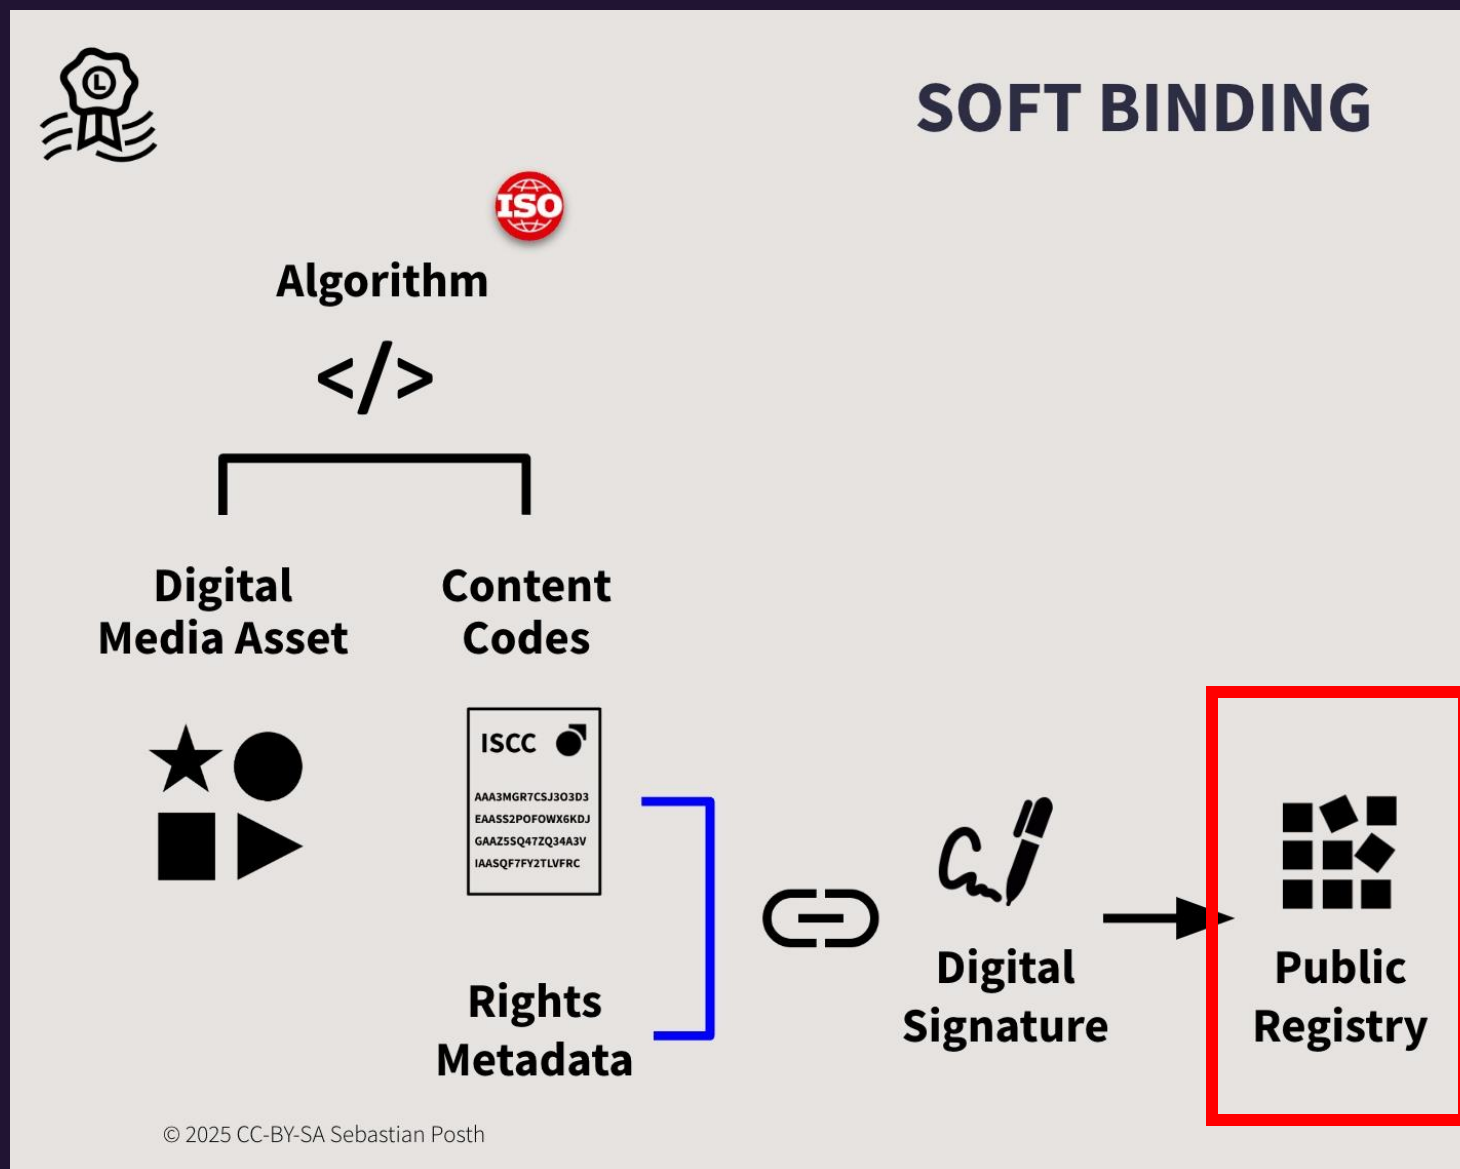 L
SOFT BINDING
ISO
Algorithm
</>
Digital
Media Asset
Content
Codes
ISCC
AAA3MGR7CSJ3O3D3
EAASS2POFOWX6KDJ
GAAZ5SQ47ZQ34A3V
IAASQF7FY2TLVFRC
Rights
Metadata
Digital
Signature
Public
Registry
© 2025 CC-BY-SA Sebastian Posth